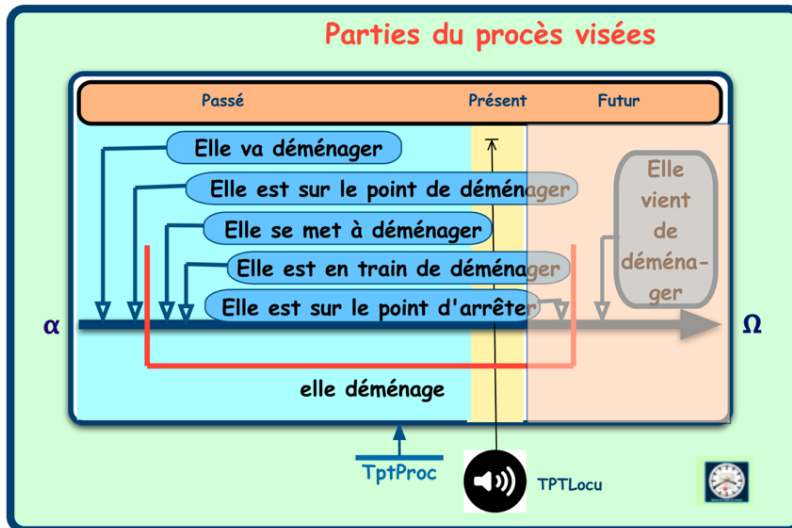 Parties du procès visées
Passé
Présent
Futur
Elle va déménager
Elle est sur le point de déménager
Elle se met à déménager
Elle est en train de déménager
Elle est sur le point d'arrêter
Elle
vient
de
déména-
ger
α
Ω
elle déménage
TptProc
TPTLocu